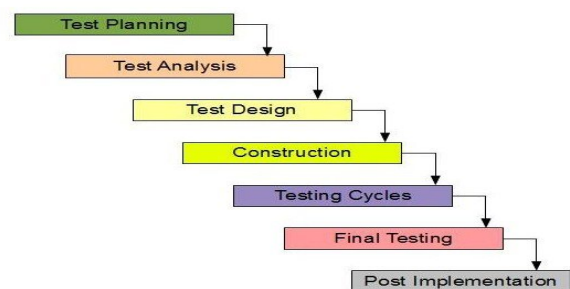 Test Planning
Test Analysis
Test Design
Construction
Testing Cycles
Final Testing
Post Implementation